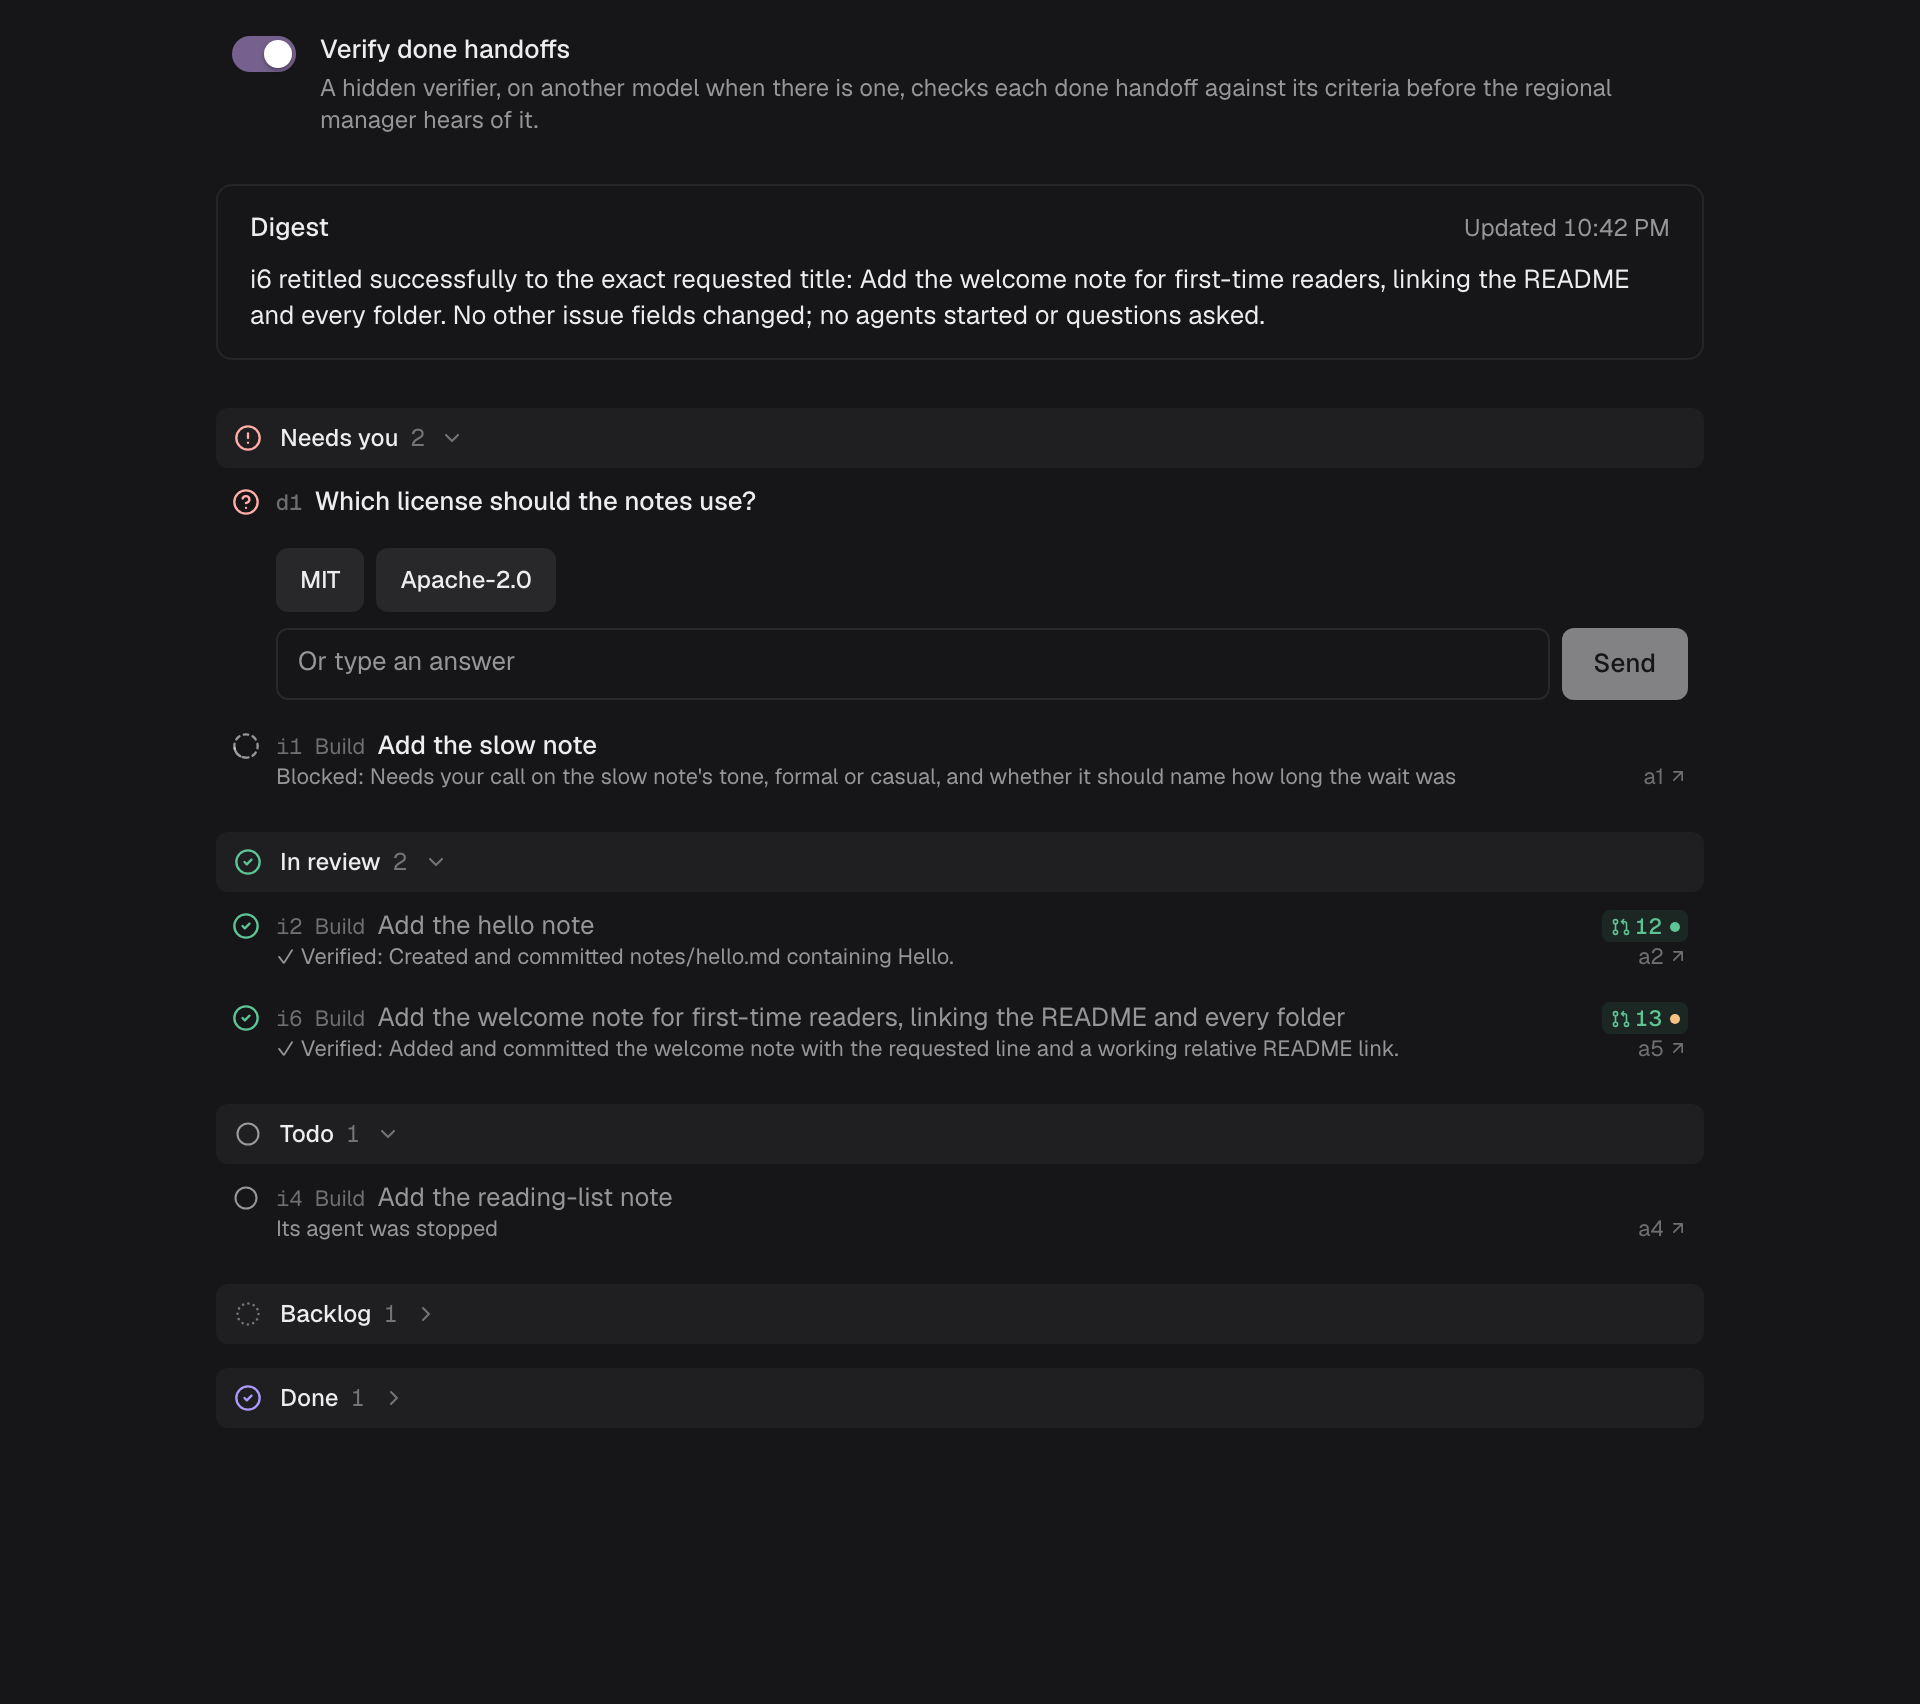 Verify done handoffs
A hidden verifier, on another model when there is one, checks each done handoff against its criteria before the regional
manager hears of it.
Digest
Updated 10:42 PM
i6 retitled successfully to the exact requested title: Add the welcome note for first-time readers, linking the README
and every folder. No other issue fields changed; no agents started or questions asked.
Needs you 2
d1 Which license should the notes use?
MIT
Apache-2.0
Or type an answer
Send
i1 Build Add the slow note
Blocked: Needs your call on the slow note's tone, formal or casual, and whether it should name how long the wait was
a1
In review 2
i2 Build Add the hello note
12
✓ Verified: Created and committed notes/hello.md containing Hello.
a2
i6 Build Add the welcome note for first-time readers, linking the README and every folder
13
✓ Verified: Added and committed the welcome note with the requested line and a working relative README link.
a5
Todo 1
i4 Build Add the reading-list note
Its agent was stopped
a4
Backlog 1
Done 1